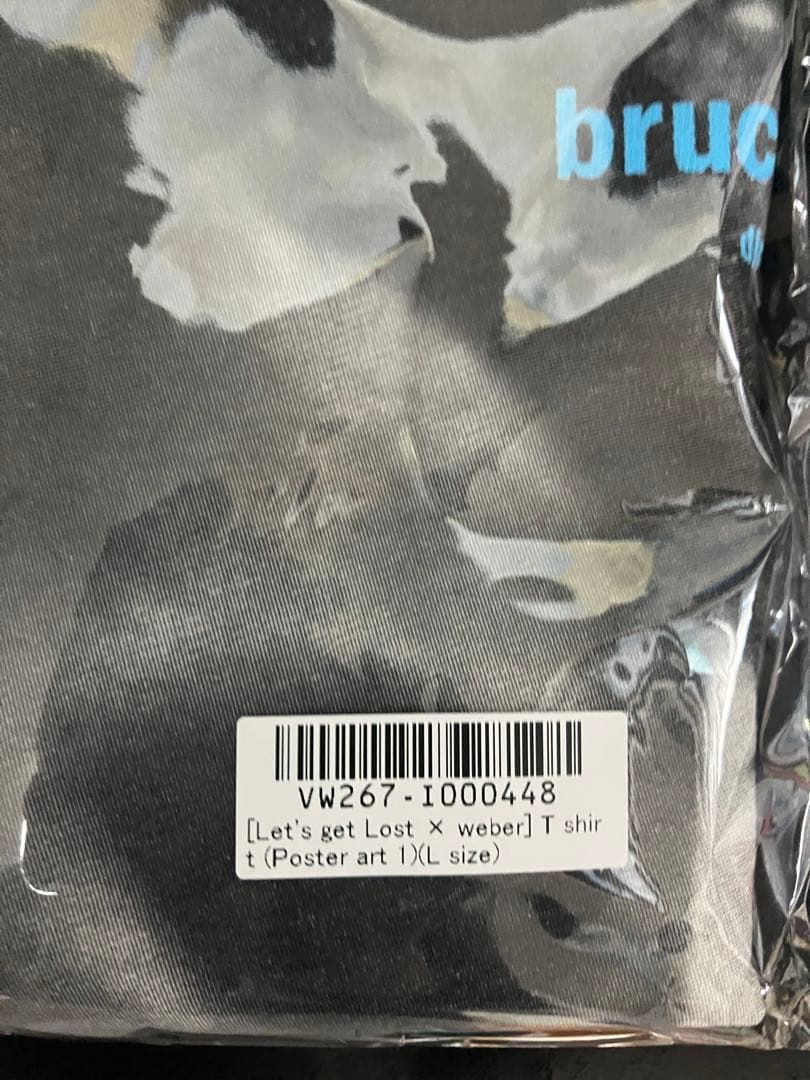 bruc
VW267-I000448
[Let's get Lost × weber] T shir
t (Poster art 1)(L size)